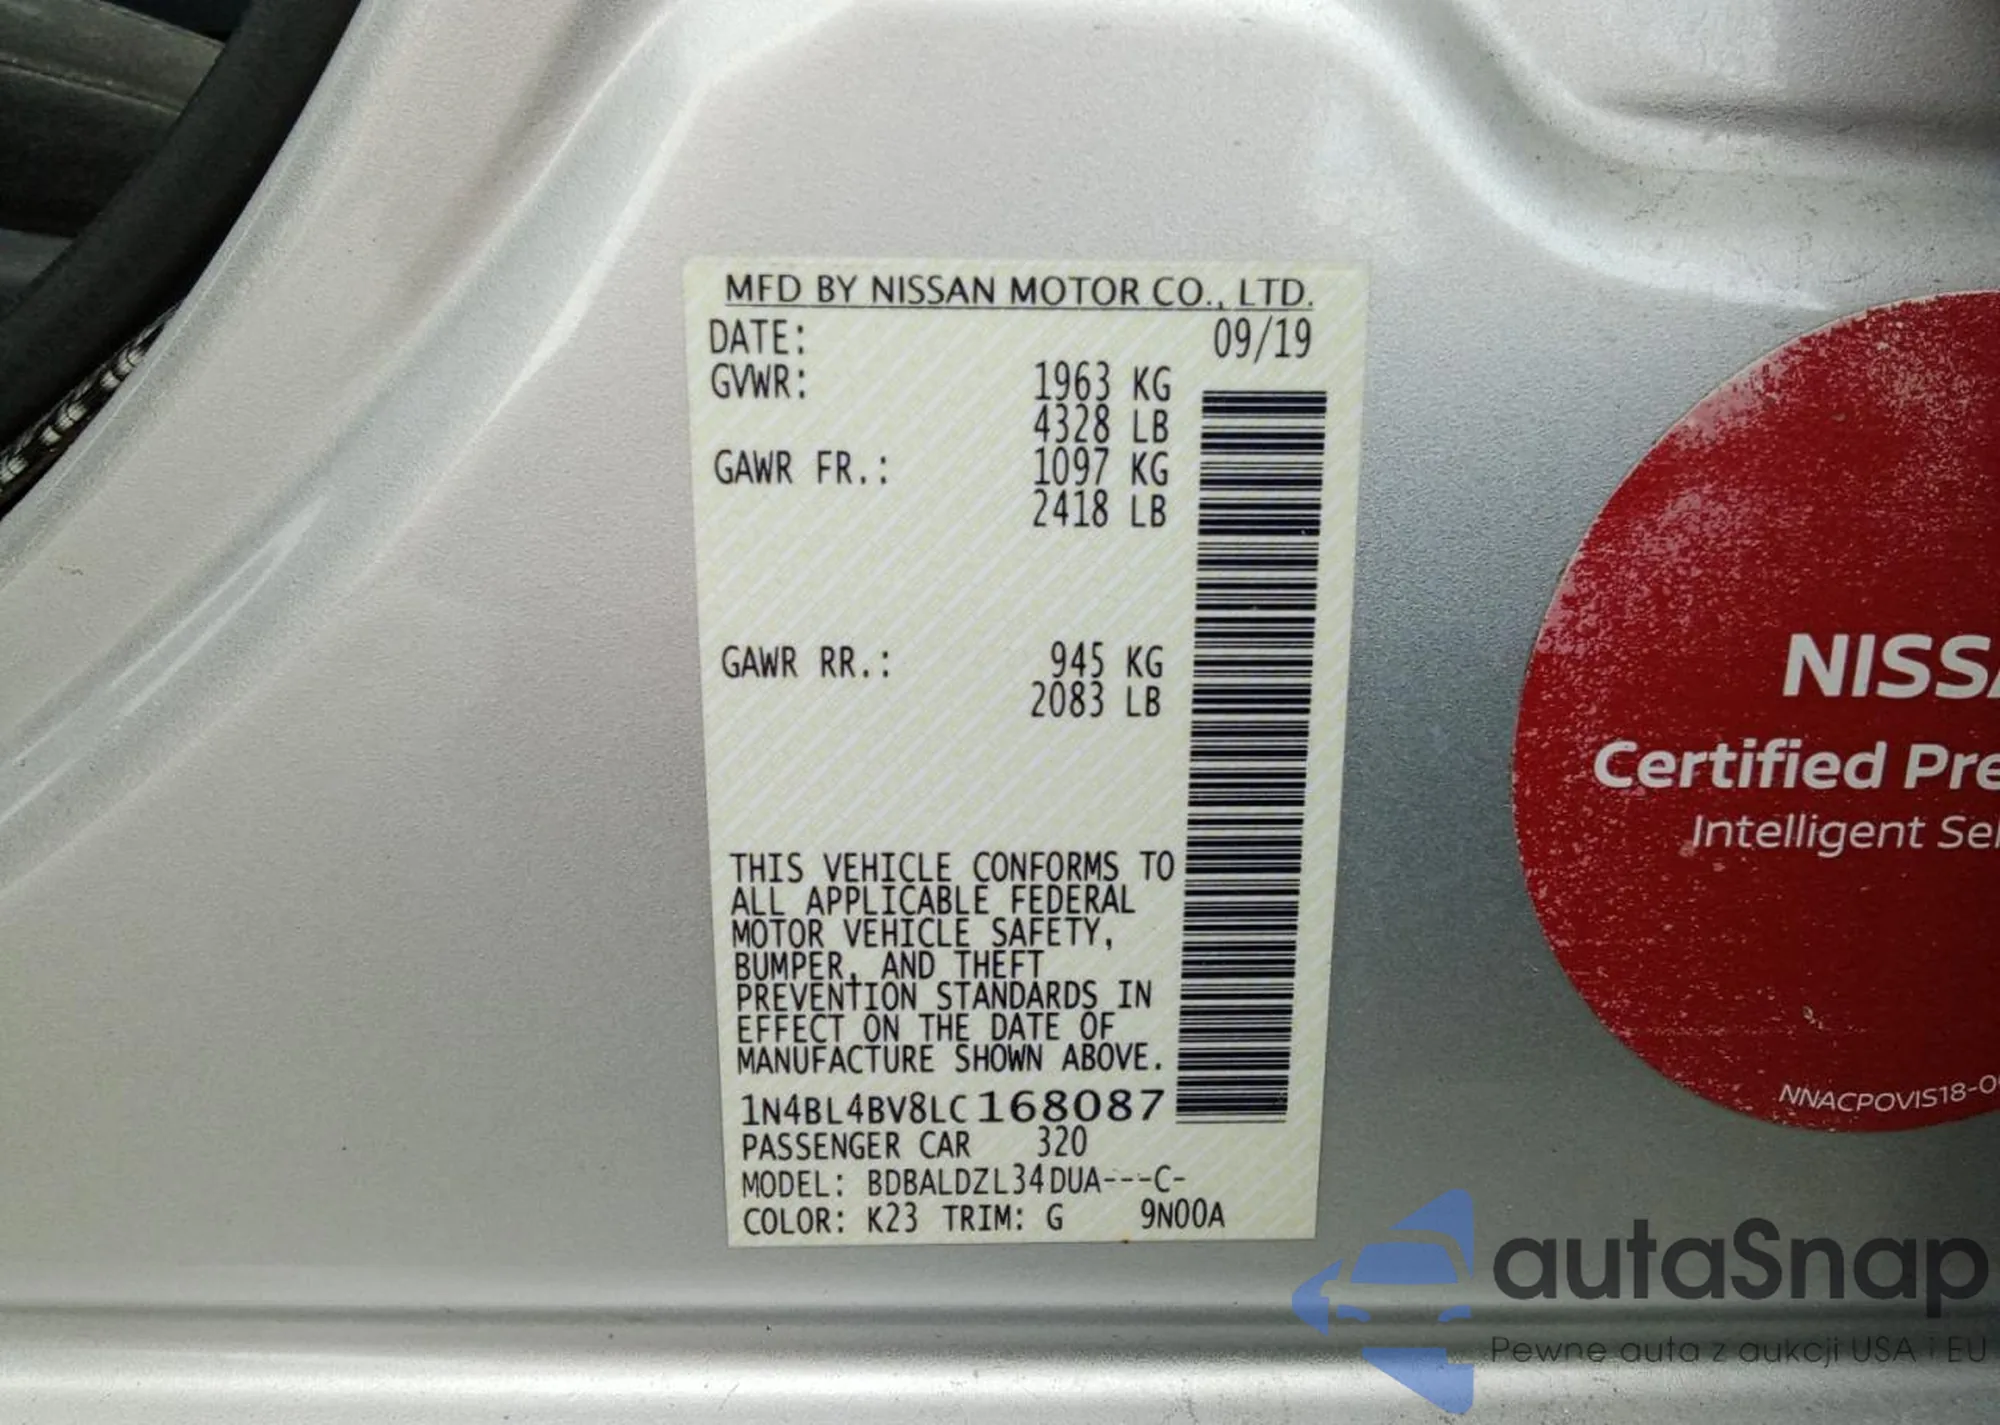 MFD BY NISSAN MOTOR CO., LTD.
DATE: 09/19
GVWR: 1963 KG
4328 LB
GAWR FR.: 1097 KG
2418 LB
GAWR RR.: 945 KG
2083 LB
THIS VEHICLE CONFORMS TO
ALL APPLICABLE FEDERAL
MOTOR VEHICLE SAFETY,
BUMPER, AND THEFT
PREVENTION STANDARDS IN
EFFECT ON THE DATE OF
MANUFACTURE SHOWN ABOVE.
1N4BL4BV8LC168087
PASSENGER CAR 320
MODEL: BDBALDZL34DUA---C-
COLOR: K23 TRIM: G 9N00A
NISSA
Certified Pre
Intelligent Sel
NNACPOVIS18-0
autaSnap
Pewne auta z aukcji USA i EU